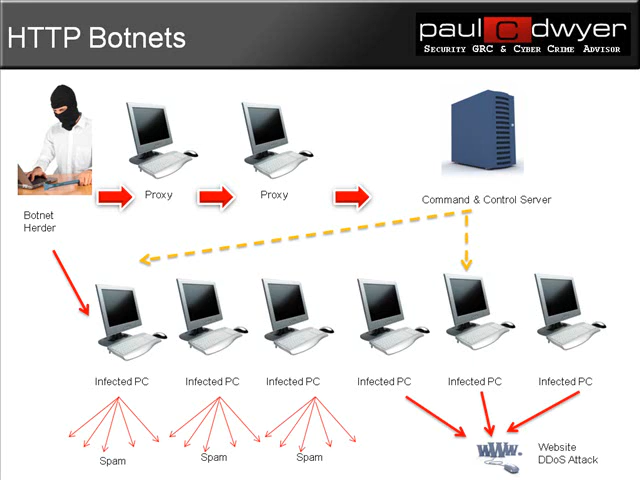 HTTP Botnets
paul C dwyer
SECURITY GRC & CYBER CRIME ADVISOR
Proxy
Proxy
Command & Control Server
Botnet
Herder
Infected PC
Infected PC
Infected PC
Infected PC
Infected PC
Infected PC
Spam
Spam
Spam
www.
Website
DDoS Attack